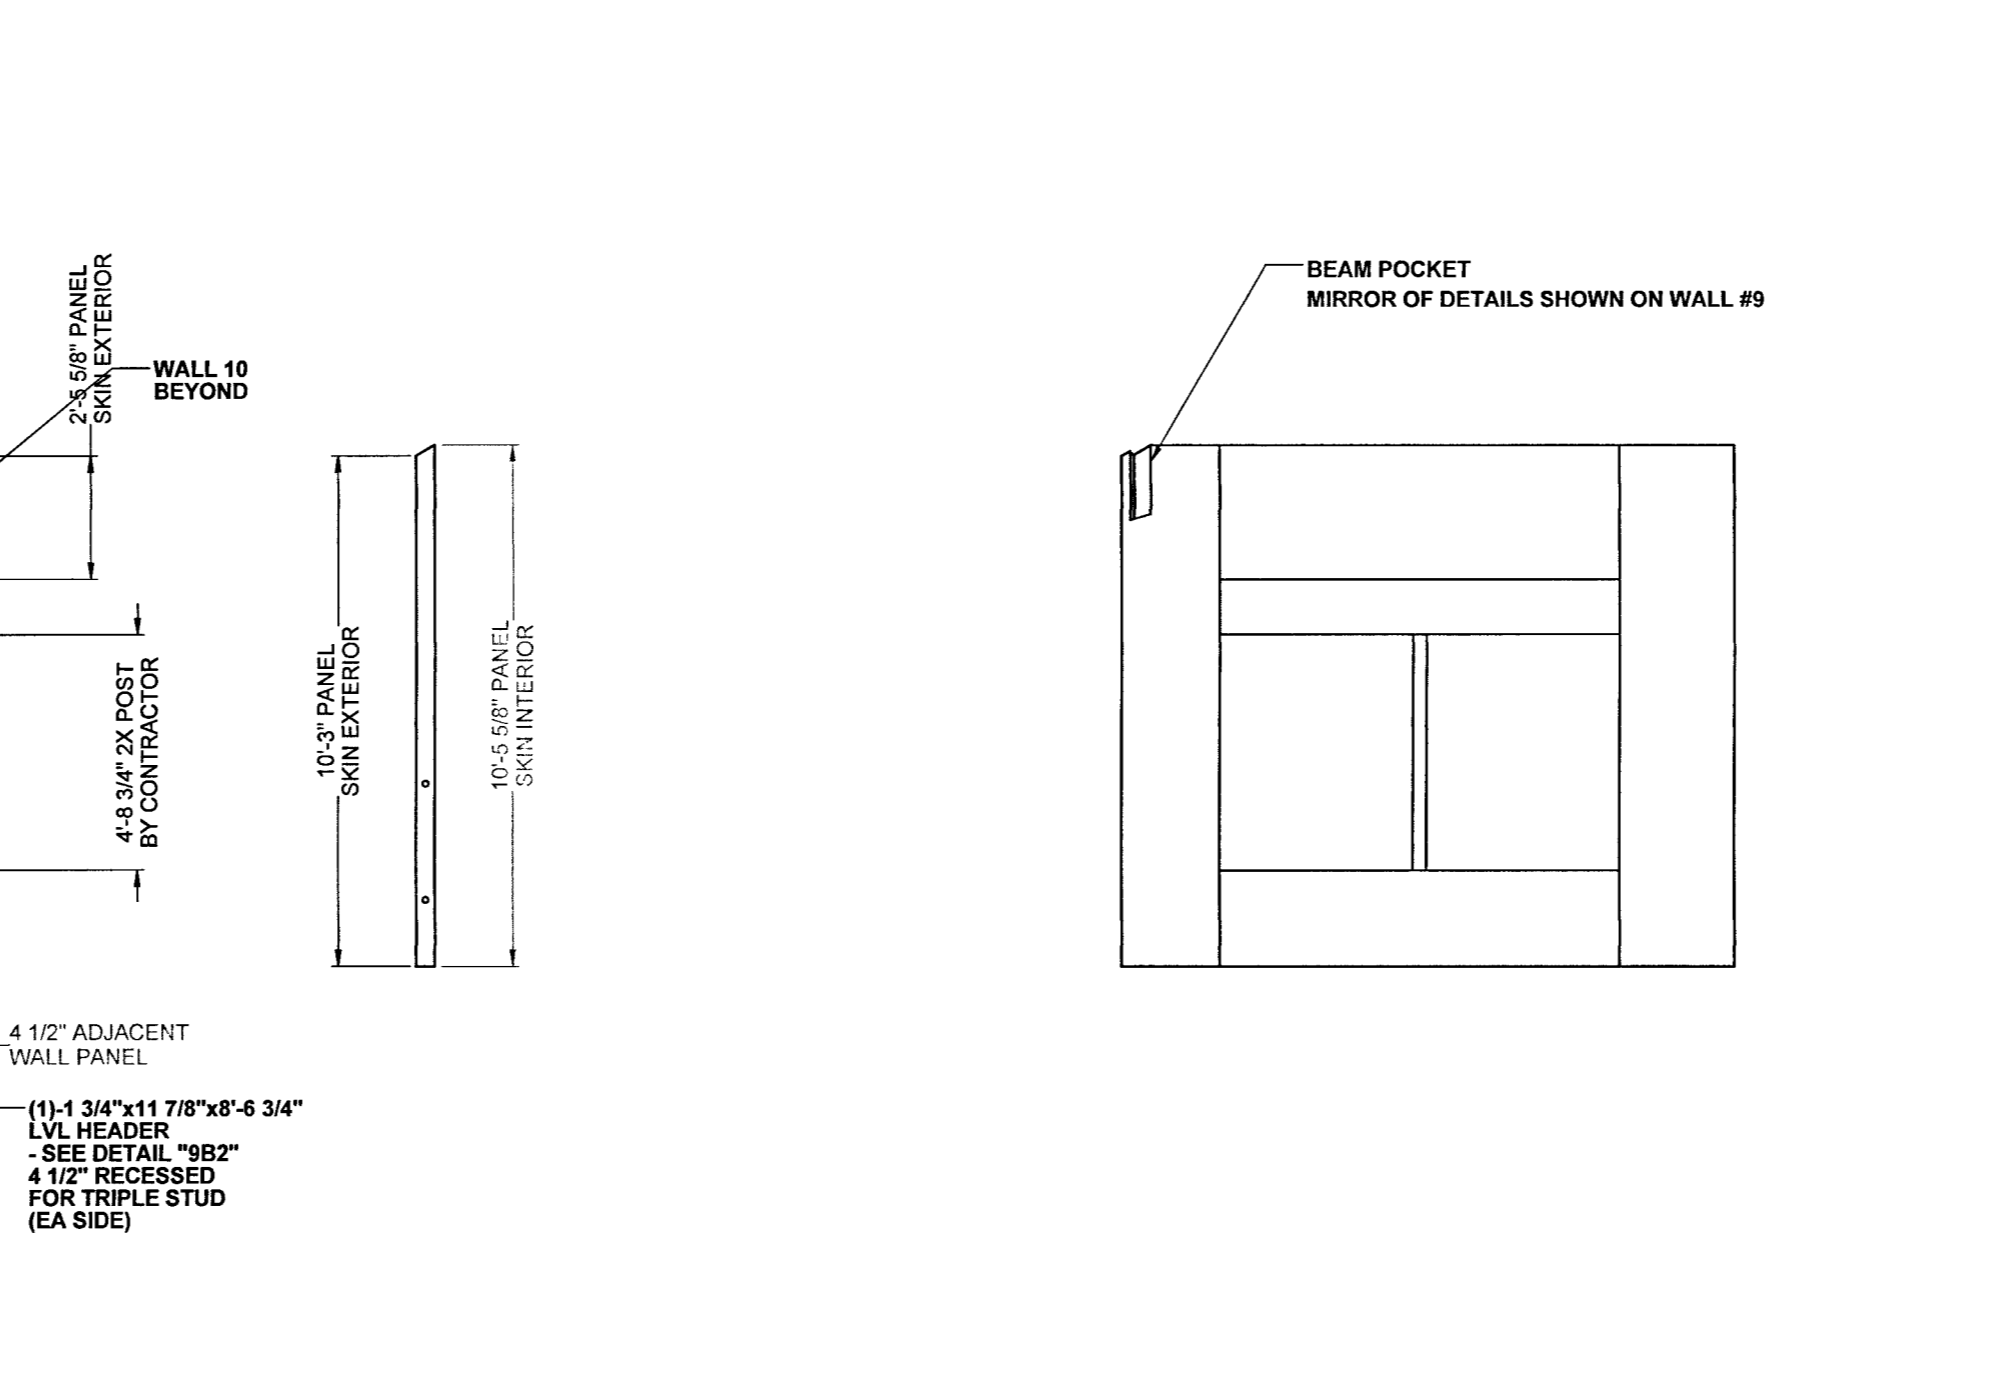 2'-5 5/8" PANEL
SKIN EXTERIOR
WALL 10
BEYOND
BEAM POCKET
MIRROR OF DETAILS SHOWN ON WALL #9
10'-3" PANEL
SKIN EXTERIOR
10'-5 5/8" PANEL
SKIN INTERIOR
4'-8 3/4" 2X POST
BY CONTRACTOR
4 1/2" ADJACENT
WALL PANEL
(1)-1 3/4"x11 7/8"x8'-6 3/4"
LVL HEADER
- SEE DETAIL "9B2"
4 1/2" RECESSED
FOR TRIPLE STUD
(EA SIDE)